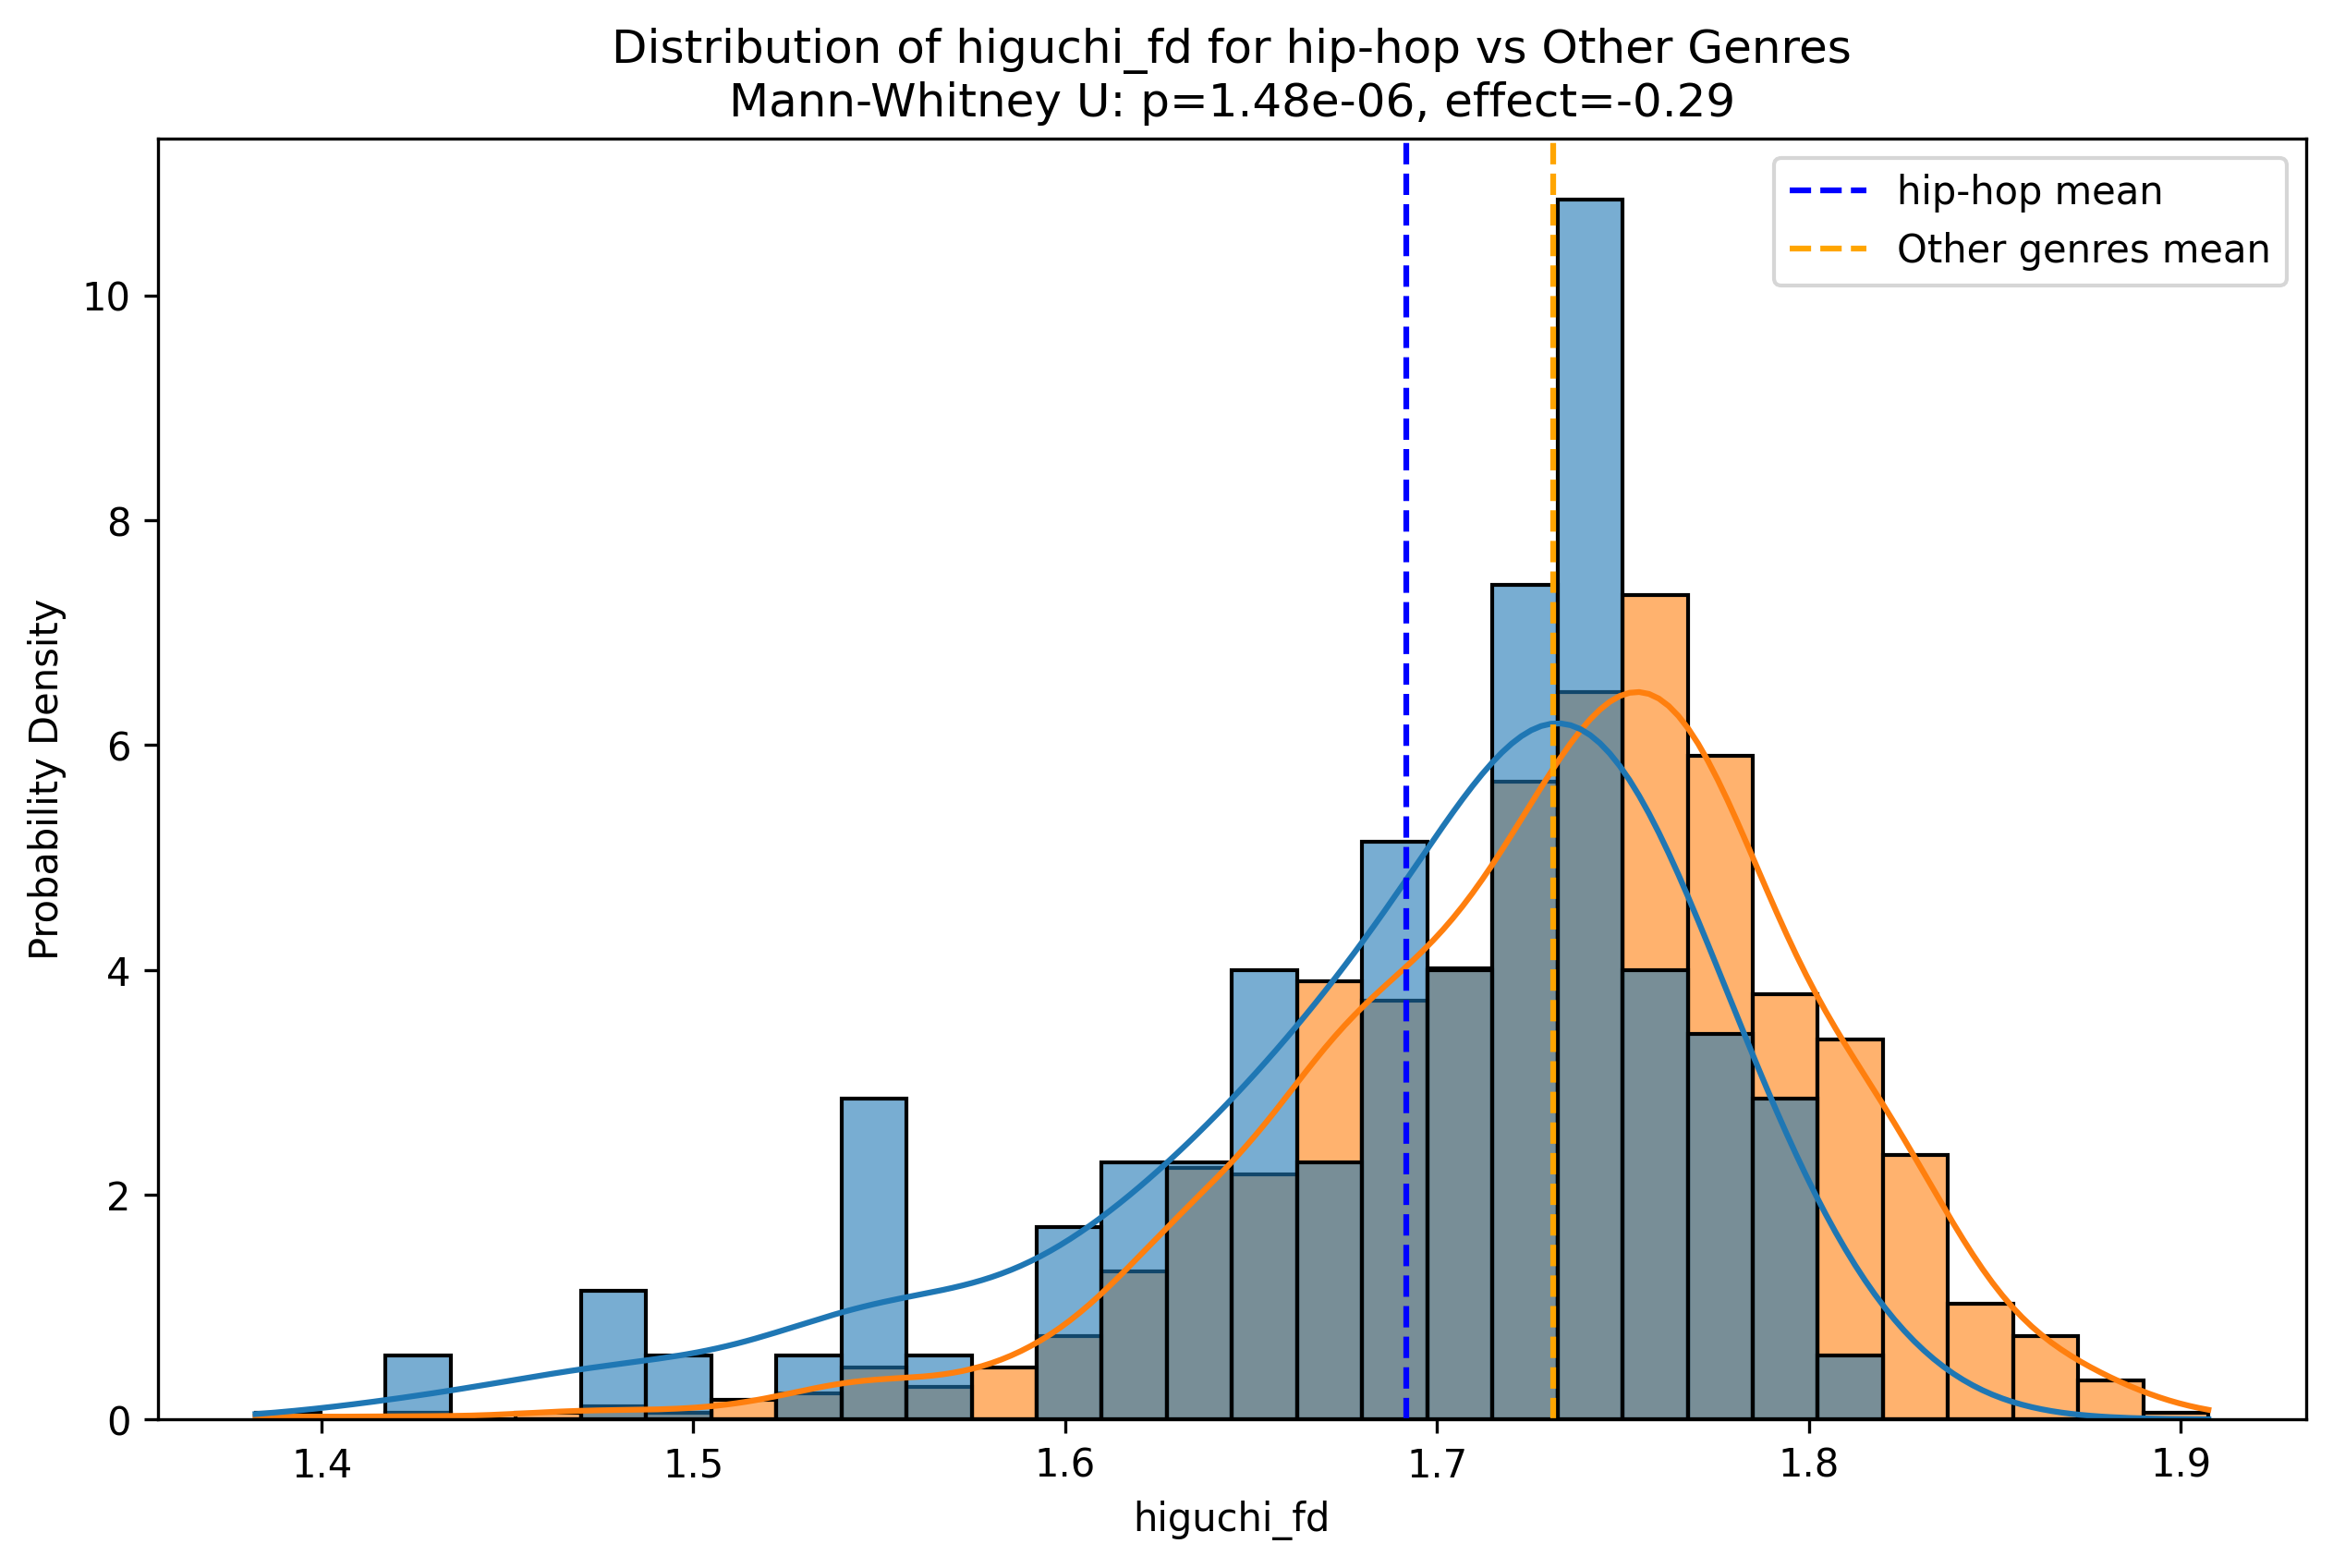 Distribution of higuchi_fd for hip-hop vs Other Genres
Mann-Whitney U: p=1.48e-06, effect=-0.29
hip-hop mean
Other genres mean
Probability Density
10
8
6
4
2
0
1.4 1.5 1.6 1.7 1.8 1.9
higuchi_fd